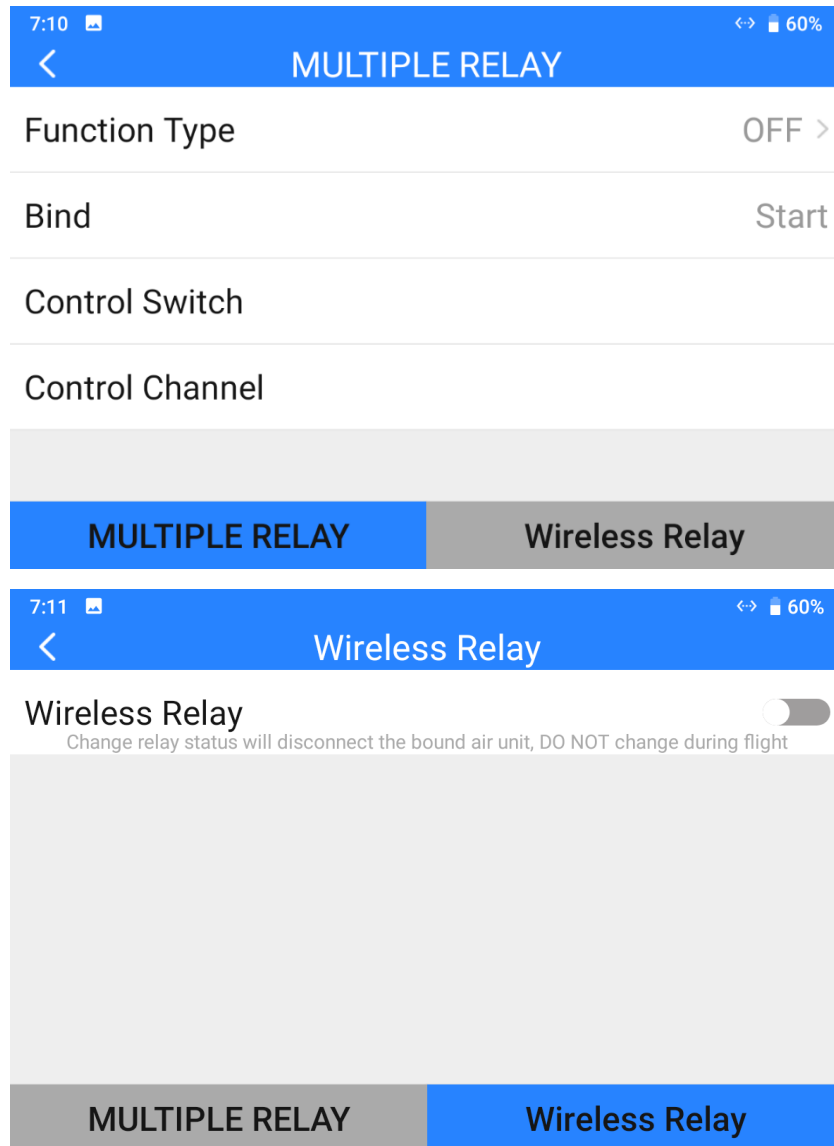 7:10 60%
MULTIPLE RELAY
Function Type OFF
Bind Start
Control Switch
Control Channel
MULTIPLE RELAY Wireless Relay
7:11 60%
Wireless Relay
Wireless Relay
Change relay status will disconnect the bound air unit, DO NOT change during flight
MULTIPLE RELAY Wireless Relay